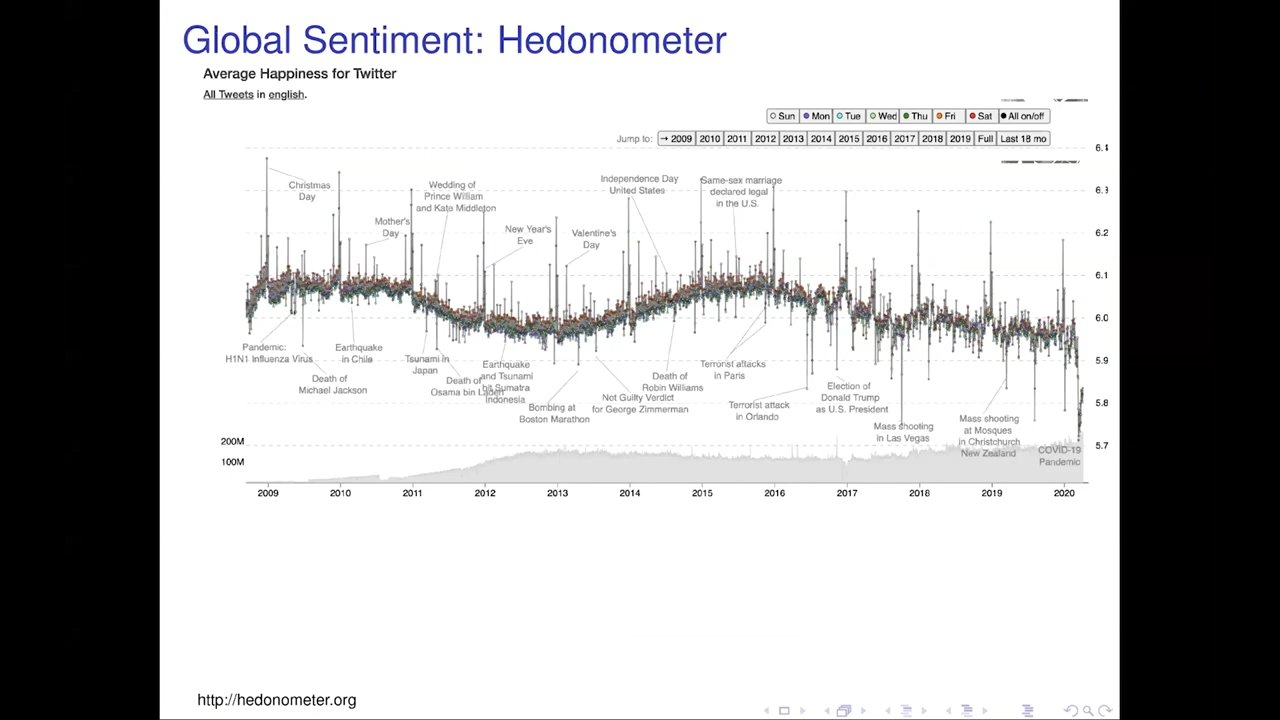 Global Sentiment: Hedonometer
Average Happiness for Twitter
All Tweets in english.
Sun Mon Tue Wed Thu Fri Sat All on/off
Jump to: → 2009 2010 2011 2012 2013 2014 2015 2016 2017 2018 2019 Full Last 18 mo
6.3
6.2
6.1
6.0
5.9
5.8
5.7
Christmas
Day
Mother's
Day
Wedding of
Prince William
and Kate Middleton
New Year's
Eve
Valentine's
Day
Independence Day
United States
Same-sex marriage
declared legal
in the U.S.
Pandemic:
H1N1 Influenza Virus
Death of
Michael Jackson
Earthquake
in Chile
Tsunami in
Japan
Death of
Osama bin Laden
Earthquake
and Tsunami
hit Sumatra
Indonesia
Bombing at
Boston Marathon
Not Guilty Verdict
for George Zimmerman
Death of
Robin Williams
Terrorist attacks
in Paris
Terrorist attack
in Orlando
Election of
Donald Trump
as U.S. President
Mass shooting
in Las Vegas
Mass shooting
at Mosques
in Christchurch
New Zealand
COVID-19
Pandemic
200M
100M
2009 2010 2011 2012 2013 2014 2015 2016 2017 2018 2019 2020
http://hedonometer.org